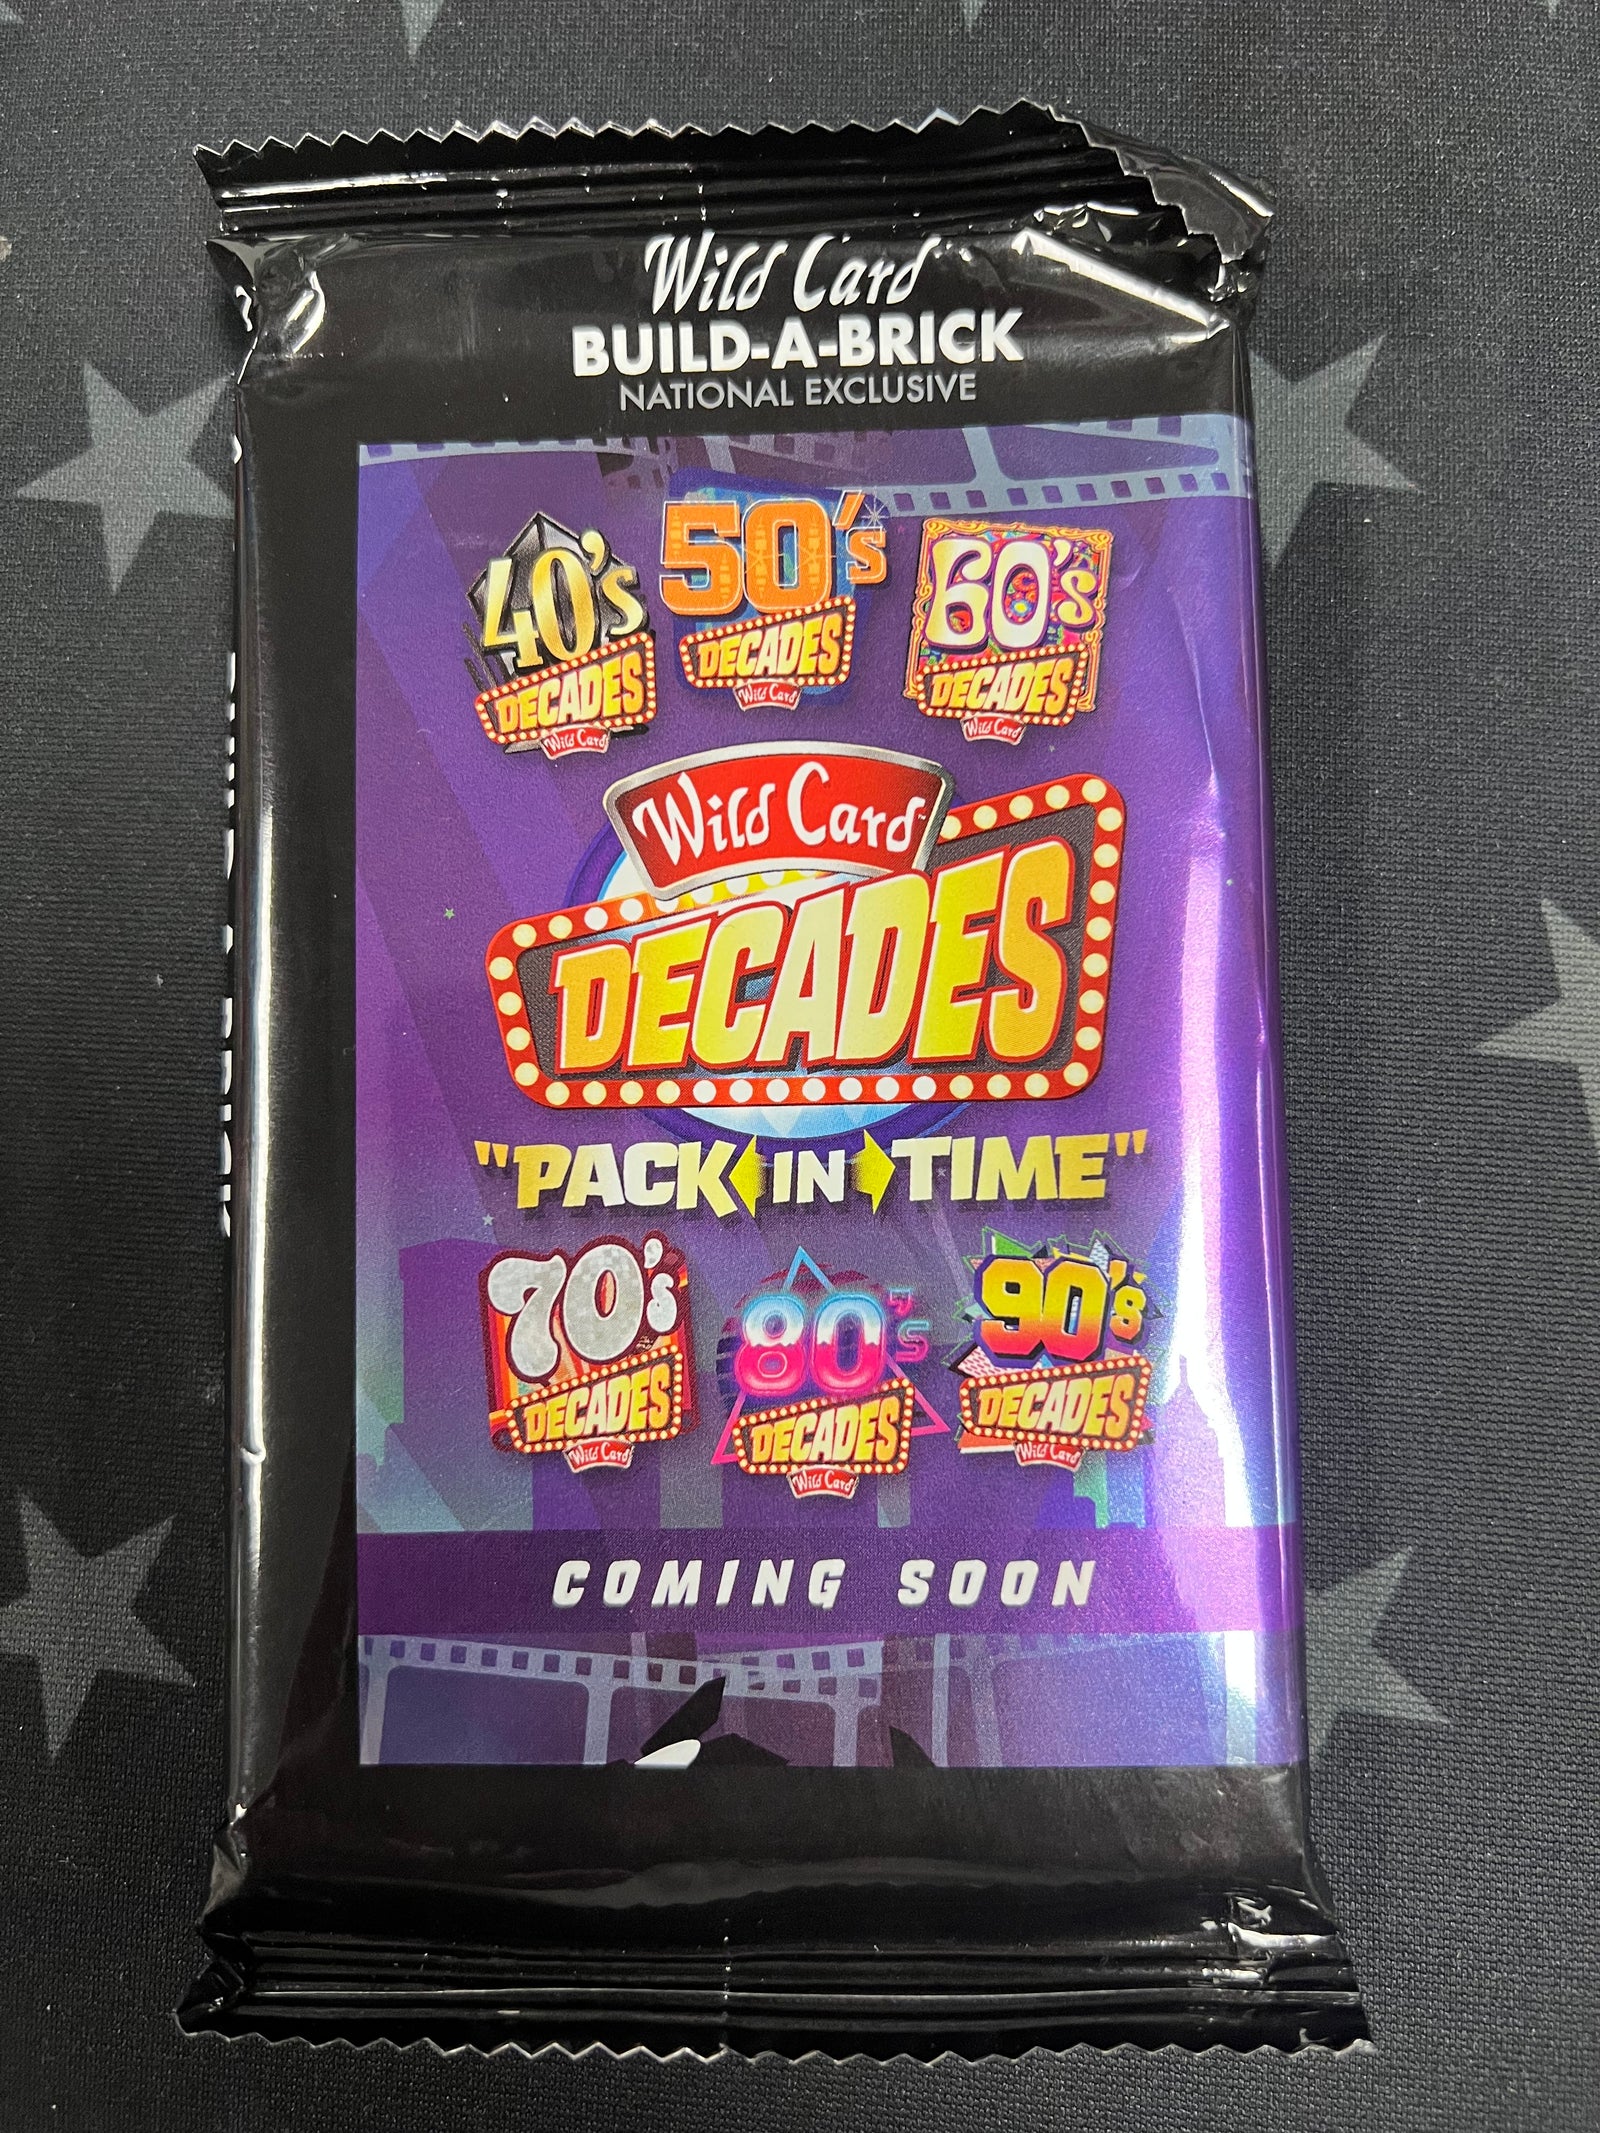 Wild Card
BUILD-A-BRICK
NATIONAL EXCLUSIVE
40's
DECADES
Wild Card
50's
DECADES
Wild Card
60's
DECADES
Wild Card
Wild Card™
DECADES
"PACK IN TIME"
70's
DECADES
Wild Card
80's
DECADES
Wild Card
90's
DECADES
Wild Card
COMING SOON